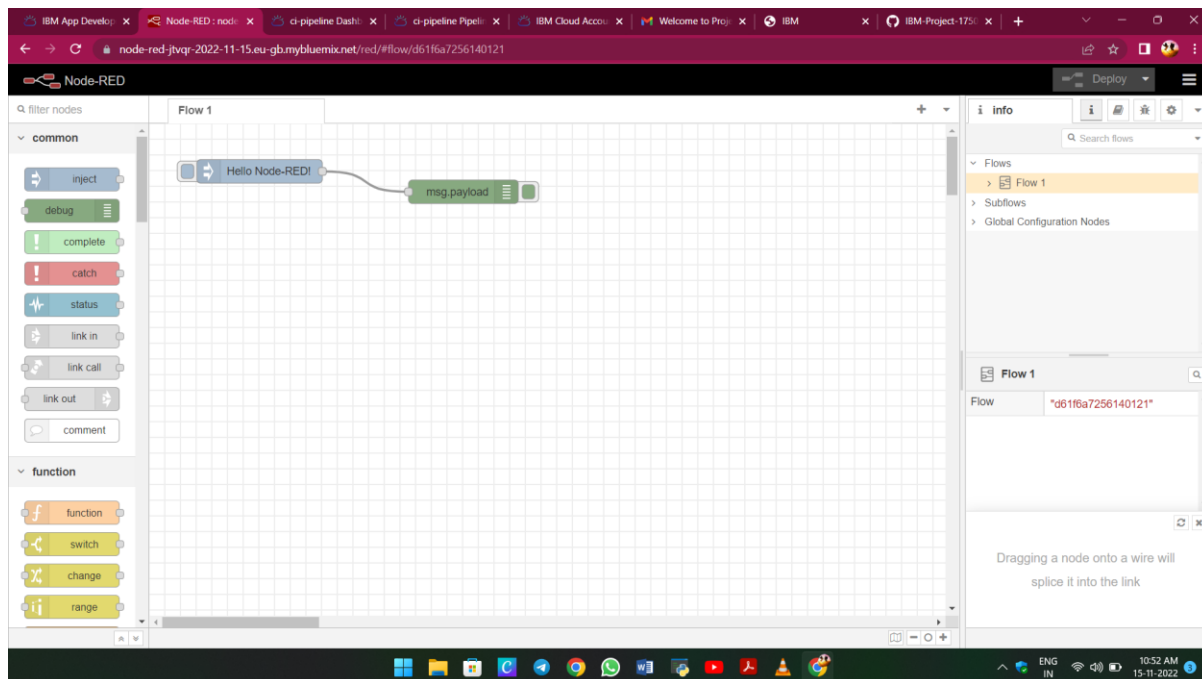 IBM App Develop
Node-RED : node
ci-pipeline Dashb
ci-pipeline Pipelin
IBM Cloud Accou
Welcome to Proje
IBM
IBM-Project-1750
node-red-jtvqr-2022-11-15.eu-gb.mybluemix.net/red/#flow/d61f6a7256140121
Node-RED
Deploy
filter nodes
Flow 1
i info
i
Search flows
common
inject
debug
complete
catch
status
link in
link call
link out
comment
function
function
switch
change
range
Hello Node-RED!
msg.payload
Flows
Flow 1
Subflows
Global Configuration Nodes
Flow 1
Flow
"d61f6a7256140121"
Dragging a node onto a wire will
splice it into the link
ENG
IN
10:52 AM
15-11-2022
3